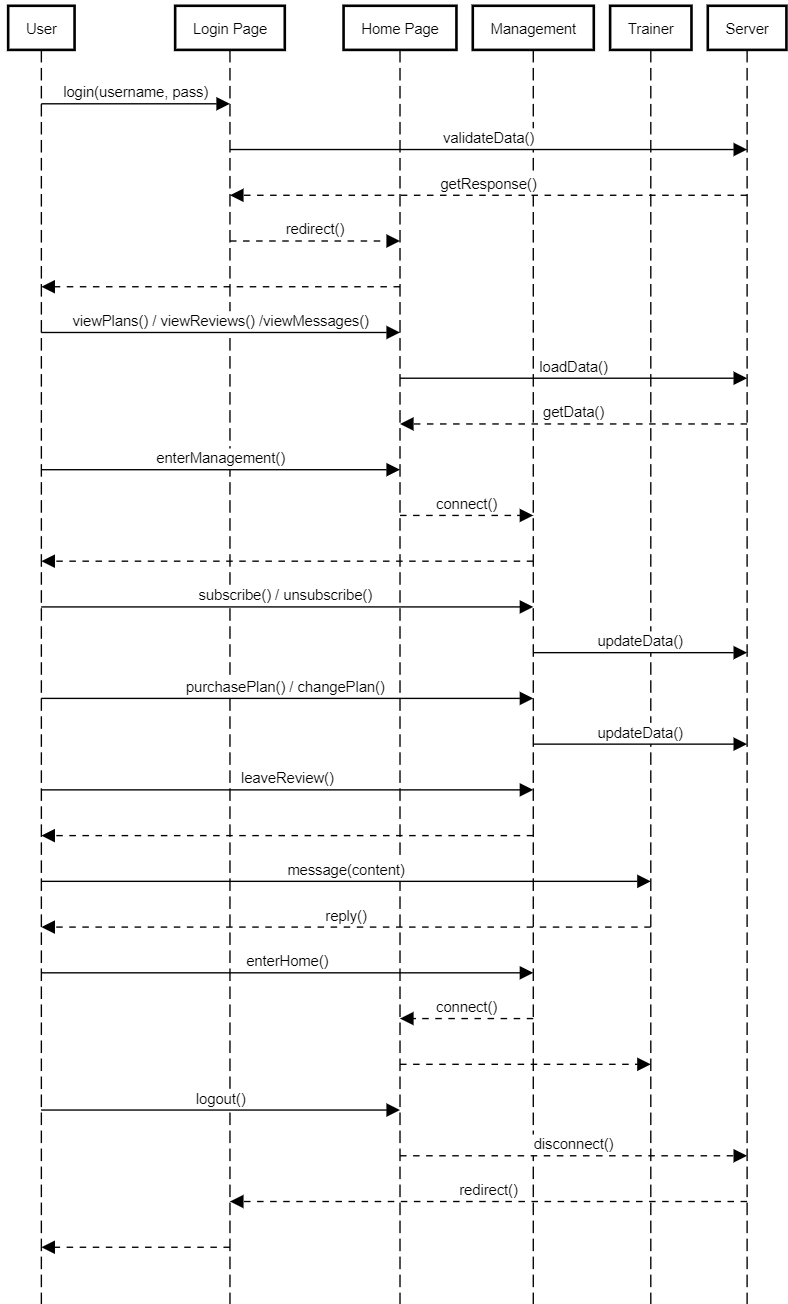 User
Login Page
Home Page
Management
Trainer
Server
login(username, pass)
validateData()
getResponse()
redirect()
viewPlans() / viewReviews() /viewMessages()
loadData()
getData()
enterManagement()
connect()
subscribe() / unsubscribe()
updateData()
purchasePlan() / changePlan()
updateData()
leaveReview()
message(content)
reply()
enterHome()
connect()
logout()
disconnect()
redirect()